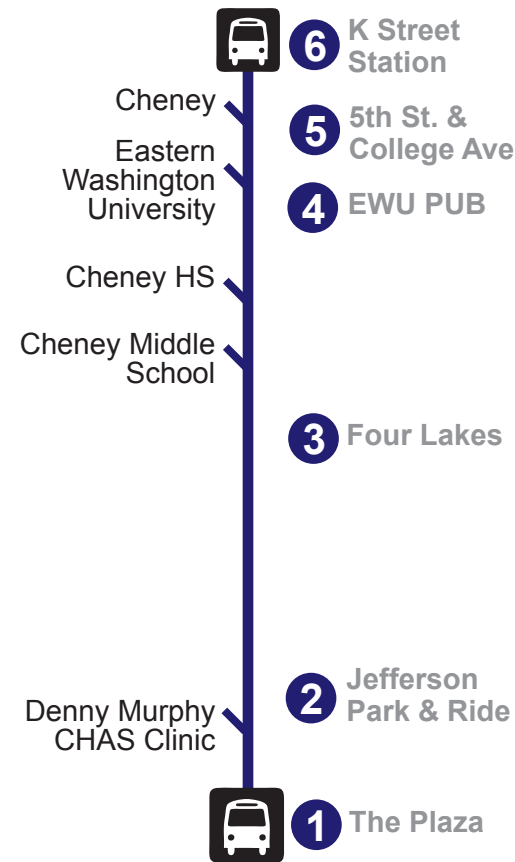 6 K Street
Station
Cheney
5 5th St. &
College Ave
Eastern
Washington
University
4 EWU PUB
Cheney HS
Cheney Middle
School
3 Four Lakes
2 Jefferson
Park & Ride
Denny Murphy
CHAS Clinic
1 The Plaza